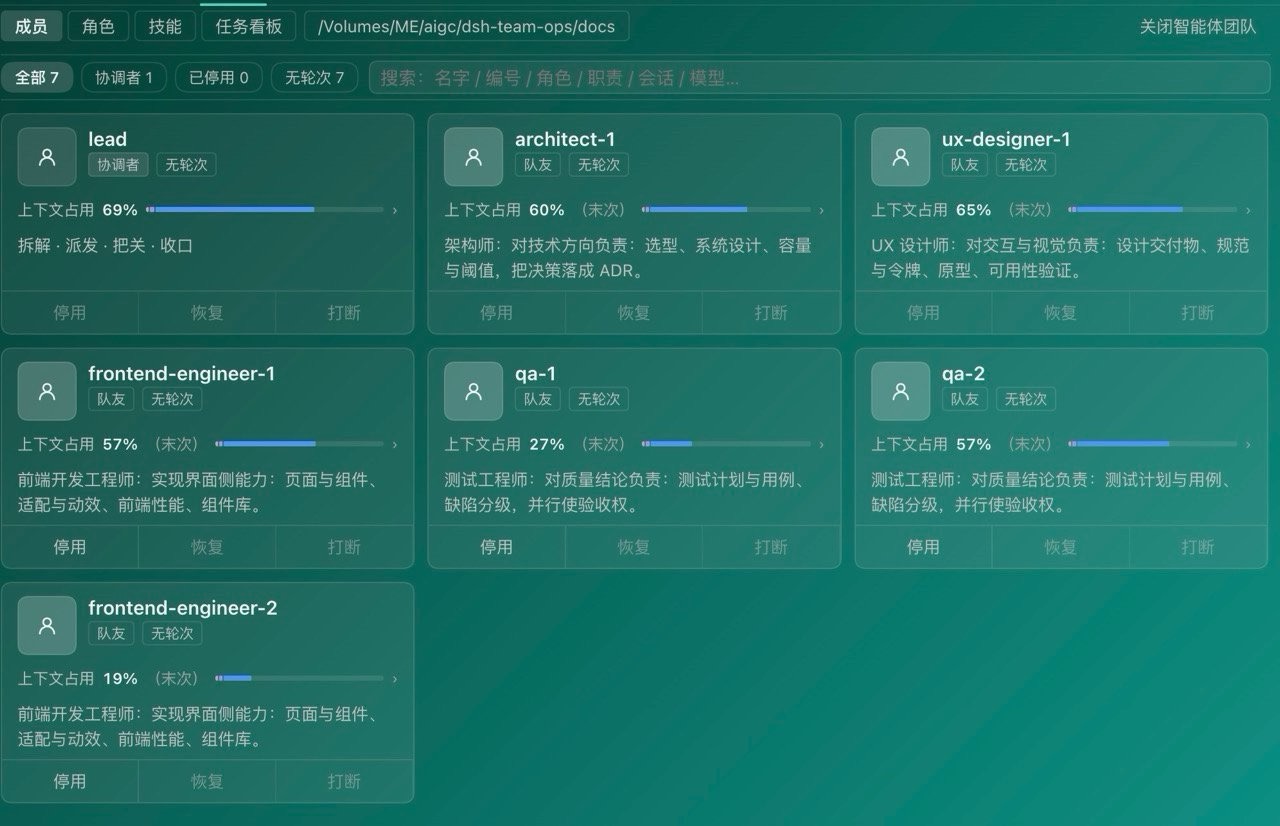 成员 角色 技能 任务看板 /Volumes/ME/aigc/dsh-team-ops/docs 关闭智能体团队
全部 7 协调者 1 已停用 0 无轮次 7 搜索：名字 / 编号 / 角色 / 职责 / 会话 / 模型...
lead
协调者 无轮次
上下文占用 69%
拆解 · 派发 · 把关 · 收口
停用 恢复 打断
architect-1
队友 无轮次
上下文占用 60% （末次）
架构师：对技术方向负责：选型、系统设计、容量
与阈值，把决策落成 ADR。
停用 恢复 打断
ux-designer-1
队友 无轮次
上下文占用 65% （末次）
UX 设计师：对交互与视觉负责：设计交付物、规范
与令牌、原型、可用性验证。
停用 恢复 打断
frontend-engineer-1
队友 无轮次
上下文占用 57% （末次）
前端开发工程师：实现界面侧能力：页面与组件、
适配与动效、前端性能、组件库。
停用 恢复 打断
qa-1
队友 无轮次
上下文占用 27% （末次）
测试工程师：对质量结论负责：测试计划与用例、
缺陷分级，并行使验收权。
停用 恢复 打断
qa-2
队友 无轮次
上下文占用 57% （末次）
测试工程师：对质量结论负责：测试计划与用例、
缺陷分级，并行使验收权。
停用 恢复 打断
frontend-engineer-2
队友 无轮次
上下文占用 19% （末次）
前端开发工程师：实现界面侧能力：页面与组件、
适配与动效、前端性能、组件库。
停用 恢复 打断